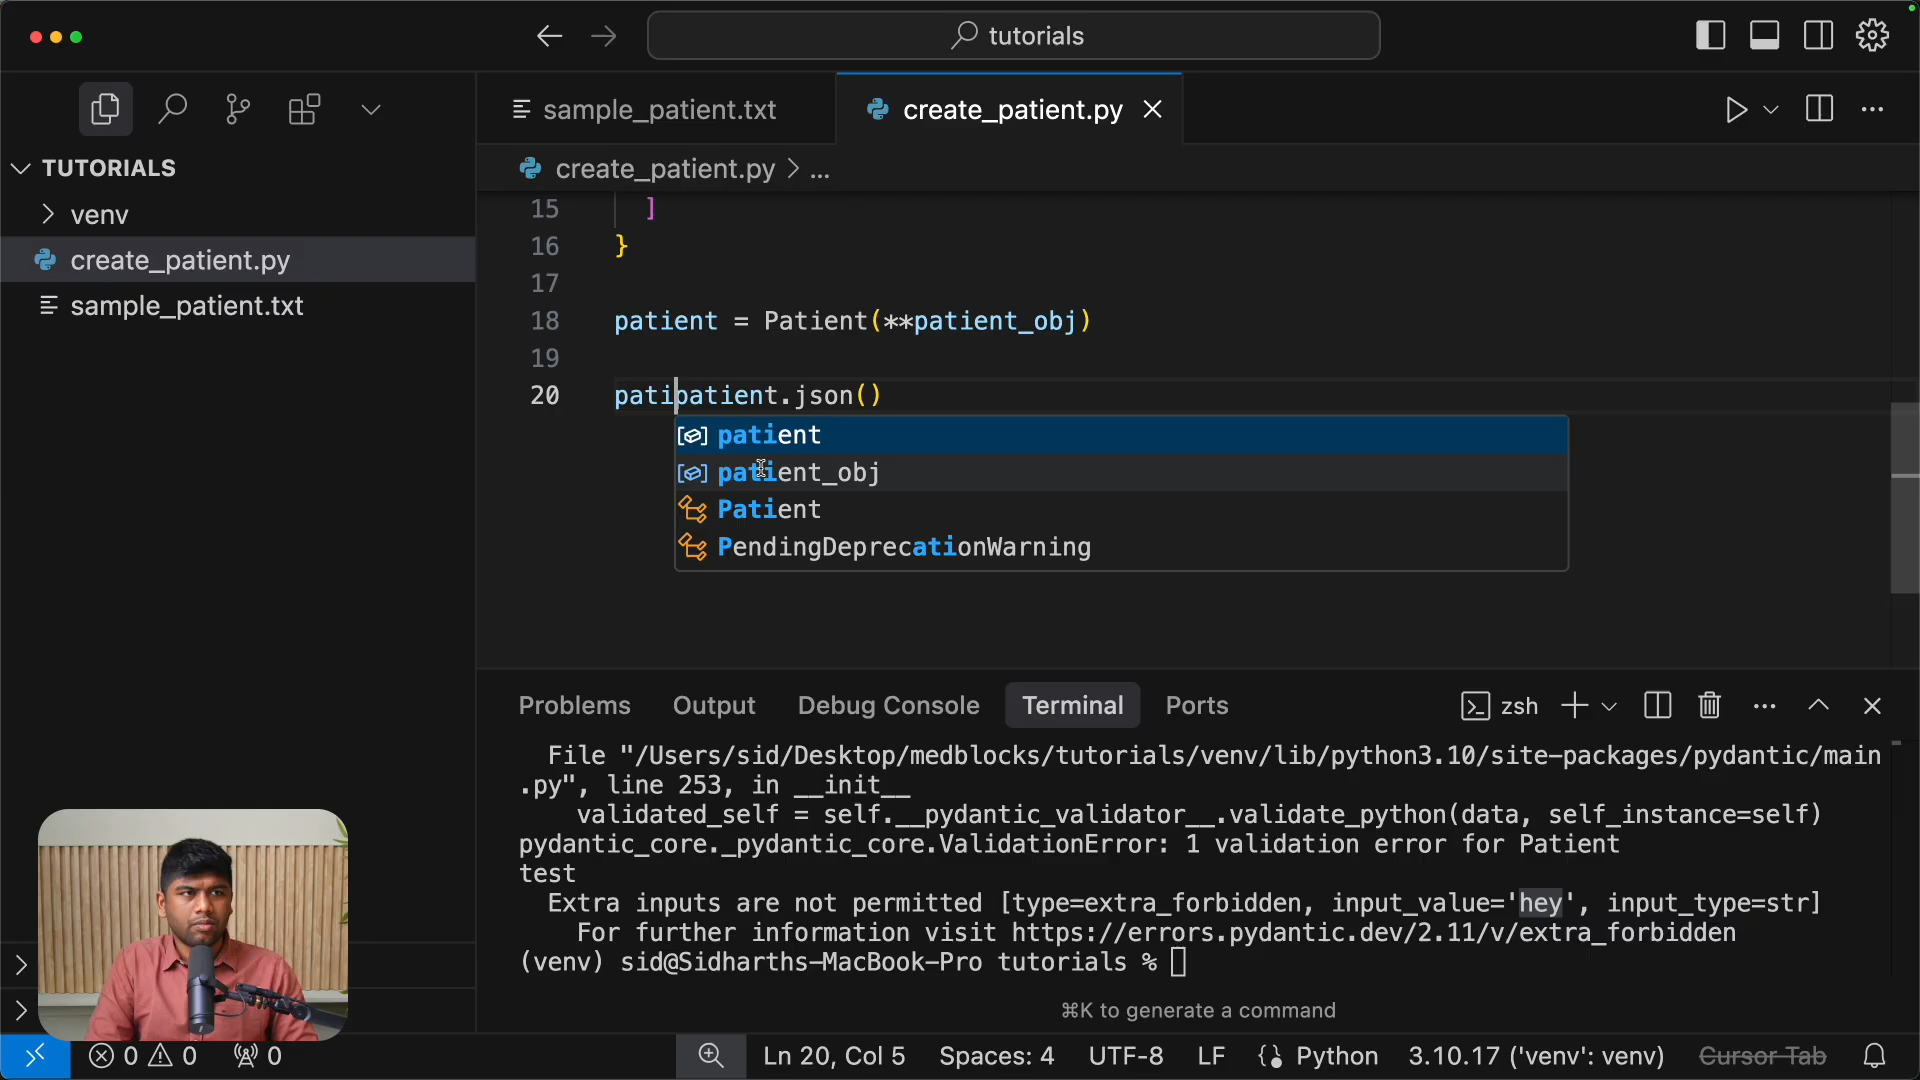 tutorials
sample_patient.txt
create_patient.py
TUTORIALS
create_patient.py > ...
venv
create_patient.py
sample_patient.txt
15 ]
16 }
17
18 patient = Patient(**patient_obj)
19
20 patipatient.json()
patient
patient_obj
Patient
PendingDeprecationWarning
Problems Output Debug Console Terminal Ports zsh
File "/Users/sid/Desktop/medblocks/tutorials/venv/lib/python3.10/site-packages/pydantic/main
.py", line 253, in __init__
validated_self = self.__pydantic_validator__.validate_python(data, self_instance=self)
pydantic_core._pydantic_core.ValidationError: 1 validation error for Patient
test
Extra inputs are not permitted [type=extra_forbidden, input_value='hey', input_type=str]
For further information visit https://errors.pydantic.dev/2.11/v/extra_forbidden
(venv) sid@Sidharths-MacBook-Pro tutorials %
⌘K to generate a command
0 0 0 Ln 20, Col 5 Spaces: 4 UTF-8 LF Python 3.10.17 ('venv': venv) Cursor Tab